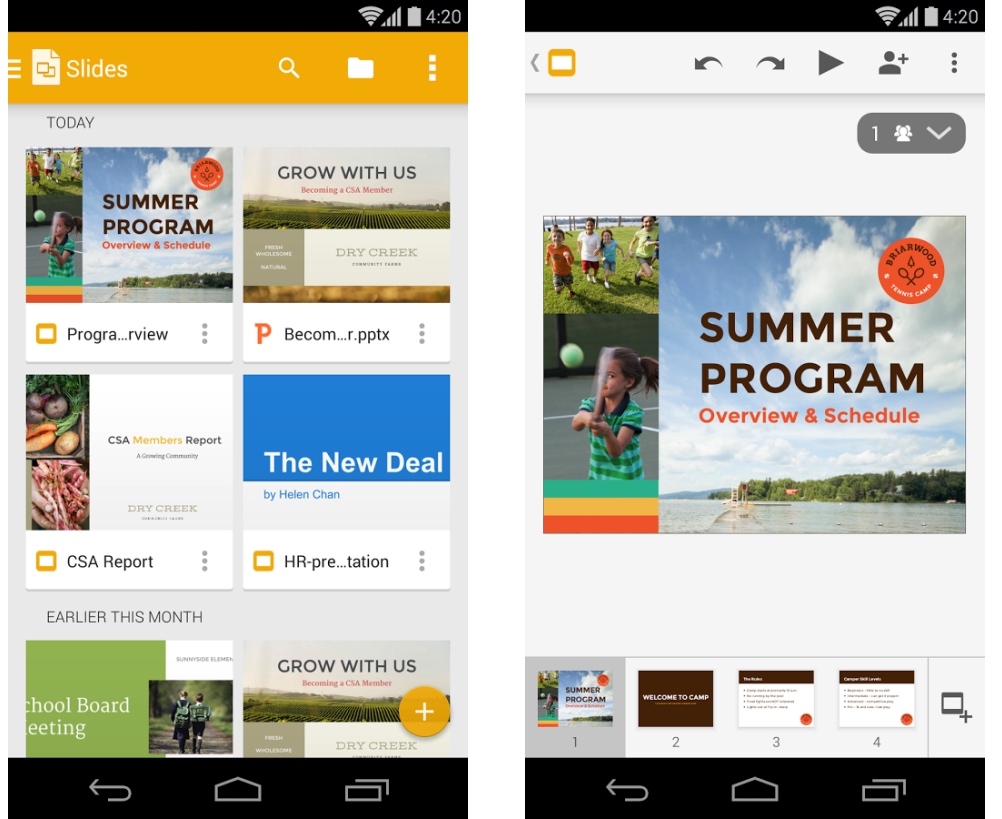 4:20
Slides
TODAY
BRIARWOOD
SUMMER
PROGRAM
Overview & Schedule
Progra...rview
GROW WITH US
Becoming a CSA Member
FRESH
WHOLESOME
NATURAL
DRY CREEK
COMMUNITY FARMS
P
Becom...r.pptx
CSA Members Report
A Growing Community
DRY CREEK
COMMUNITY FARMS
CSA Report
The New Deal
by Helen Chan
HR-pre...tation
EARLIER THIS MONTH
SUNNYSIDE ELEMEN
chool Board
eeting
GROW WITH US
Becoming a CSA Member
FRESH
WHOLESOME
DRY CREEK
COMMUNITY FARMS
4:20
1
BRIARWOOD
TENNIS CAMP
SUMMER
PROGRAM
Overview & Schedule
SUMMER
PROGRAM
Overview & Schedule
1
WELCOME TO CAMP
2
The Rules
3
Camper Skill Levels
4